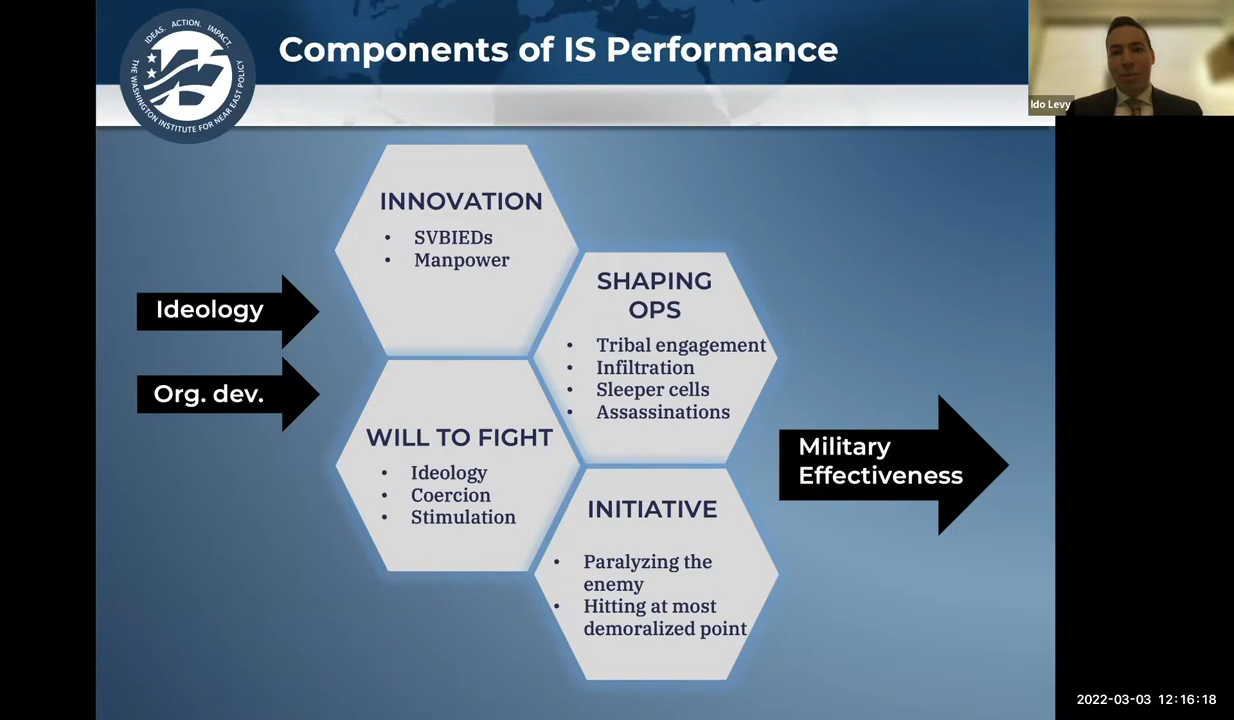 IDEAS. ACTION. IMPACT.
THE WASHINGTON INSTITUTE FOR NEAR EAST POLICY
Components of IS Performance
Ido Levy
INNOVATION
• SVBIEDs
• Manpower
SHAPING
OPS
• Tribal engagement
• Infiltration
• Sleeper cells
• Assassinations
Ideology
Org. dev.
WILL TO FIGHT
• Ideology
• Coercion
• Stimulation
INITIATIVE
• Paralyzing the
enemy
• Hitting at most
demoralized point
Military
Effectiveness
2022-03-03 12:16:18